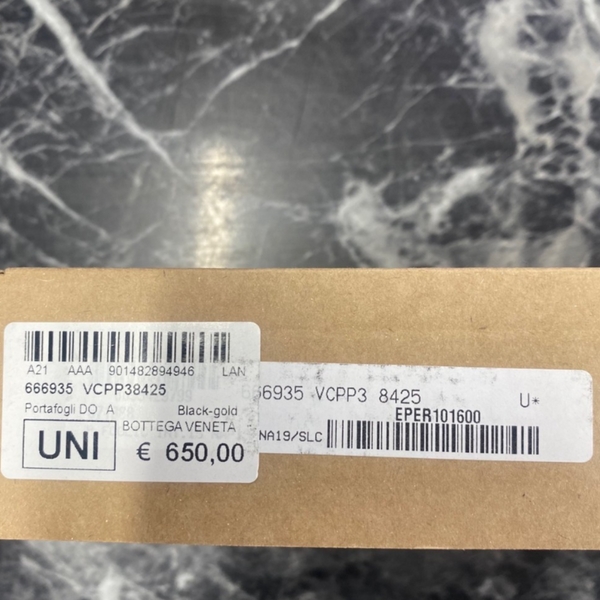 A21 AAA 901482894946 LAN
666935 VCPP38425
Portafogli DO A Black-gold
BOTTEGA VENETA
UNI € 650,00
666935 VCPP3 8425 U*
EPER101600
NA19/SLC